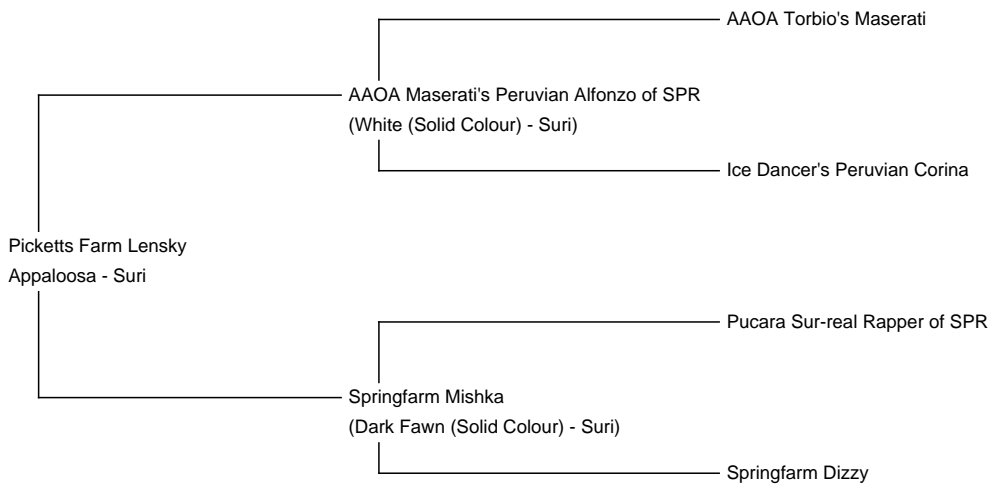 AAOA Torbio's Maserati
AAOA Maserati's Peruvian Alfonzo of SPR
(White (Solid Colour) - Suri)
Ice Dancer's Peruvian Corina
Picketts Farm Lensky
Appaloosa - Suri
Pucara Sur-real Rapper of SPR
Springfarm Mishka
(Dark Fawn (Solid Colour) - Suri)
Springfarm Dizzy